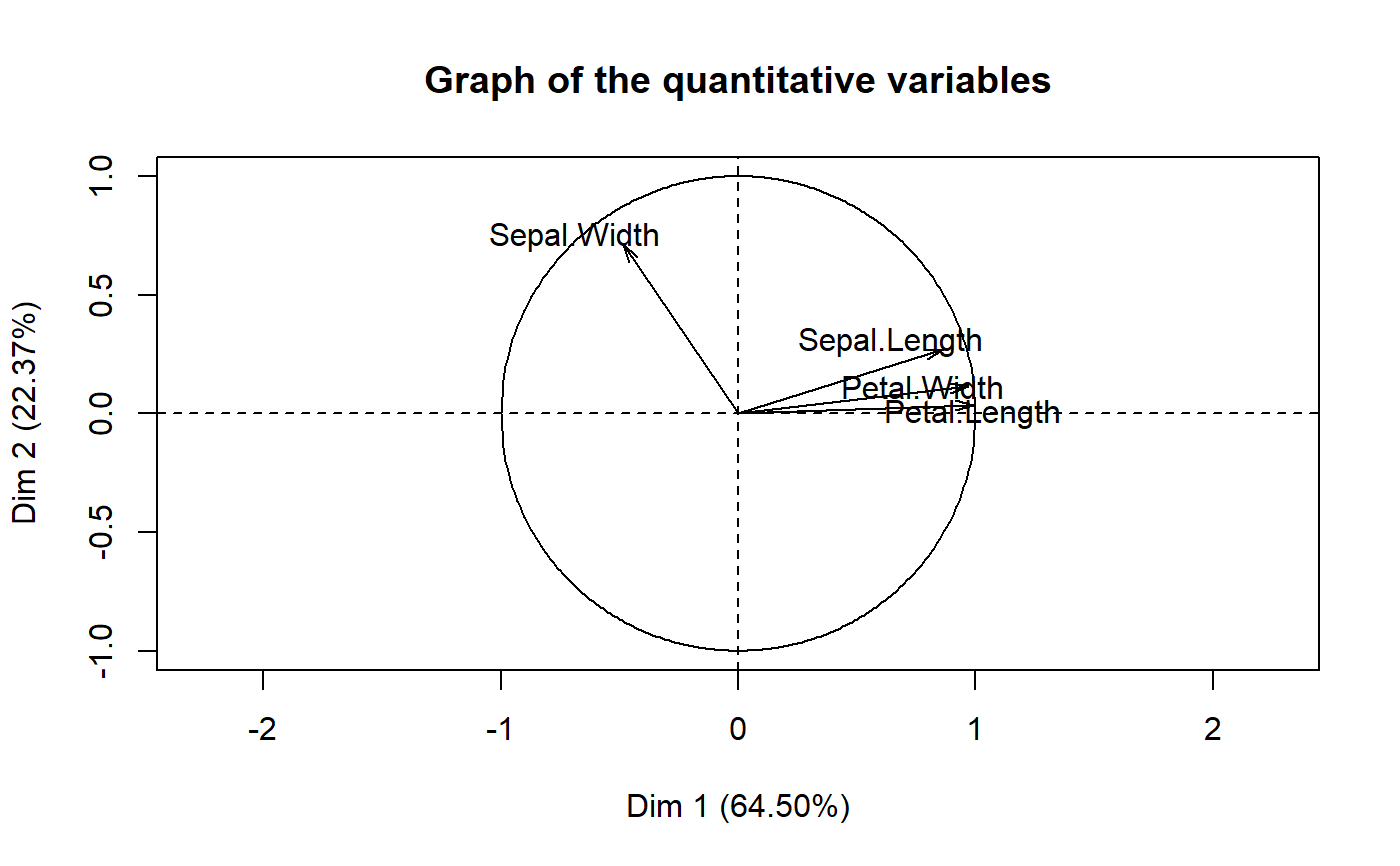 Graph of the quantitative variables
1.0
0.5
0.0
-0.5
-1.0
Dim 2 (22.37%)
Sepal.Width
Sepal.Length
Petal.Width
Petal.Length
-2 -1 0 1 2
Dim 1 (64.50%)